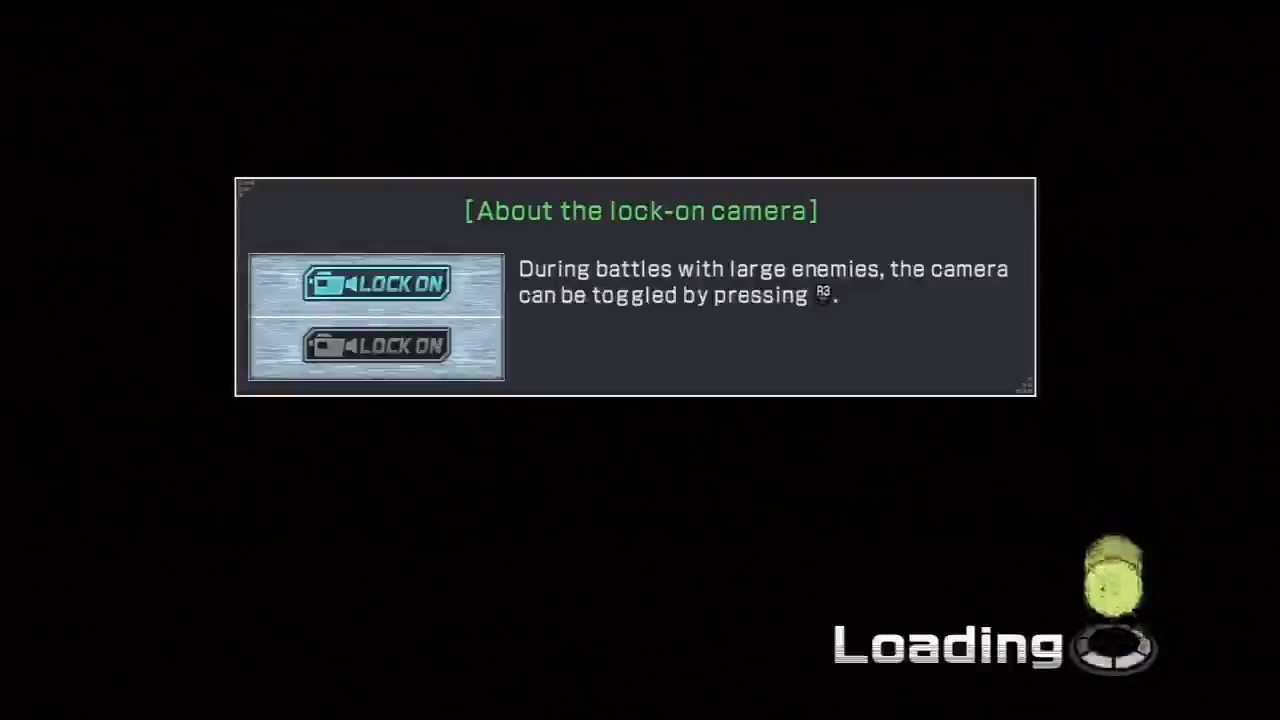 [About the lock-on camera]
LOCK ON
LOCK ON
During battles with large enemies, the camera
can be toggled by pressing R3.
Loading